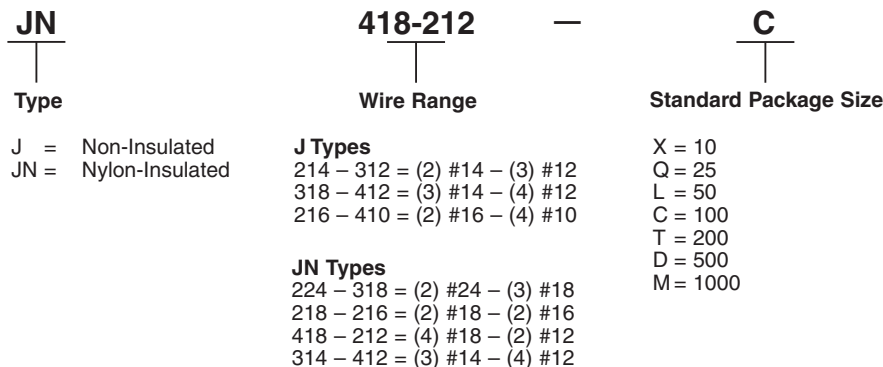 JN 418-212 — C
Type Wire Range Standard Package Size
J = Non-Insulated
JN = Nylon-Insulated
J Types
214 – 312 = (2) #14 – (3) #12
318 – 412 = (3) #14 – (4) #12
216 – 410 = (2) #16 – (4) #10
JN Types
224 – 318 = (2) #24 – (3) #18
218 – 216 = (2) #18 – (2) #16
418 – 212 = (4) #18 – (2) #12
314 – 412 = (3) #14 – (4) #12
X = 10
Q = 25
L = 50
C = 100
T = 200
D = 500
M = 1000